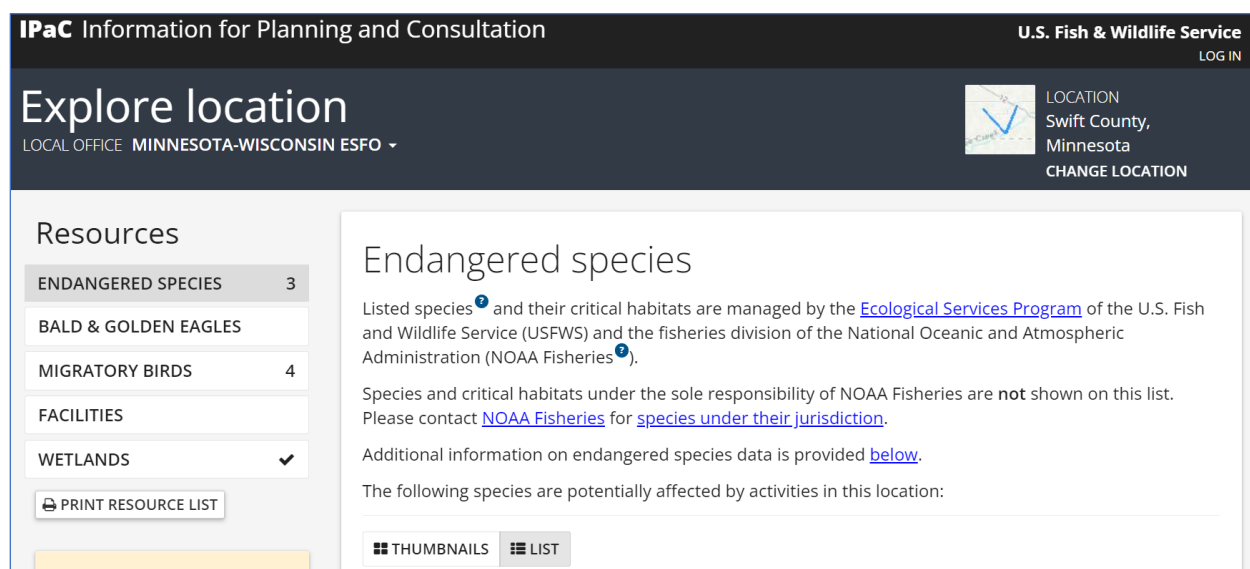 IPaC Information for Planning and Consultation
U.S. Fish & Wildlife Service
LOG IN
Explore location
LOCAL OFFICE MINNESOTA-WISCONSIN ESFO
LOCATION
Swift County,
Minnesota
CHANGE LOCATION
Resources
ENDANGERED SPECIES 3
BALD & GOLDEN EAGLES
MIGRATORY BIRDS 4
FACILITIES
WETLANDS ✔
PRINT RESOURCE LIST
Endangered species
Listed species? and their critical habitats are managed by the Ecological Services Program of the U.S. Fish
and Wildlife Service (USFWS) and the fisheries division of the National Oceanic and Atmospheric
Administration (NOAA Fisheries?).
Species and critical habitats under the sole responsibility of NOAA Fisheries are not shown on this list.
Please contact NOAA Fisheries for species under their jurisdiction.
Additional information on endangered species data is provided below.
The following species are potentially affected by activities in this location:
THUMBNAILS LIST